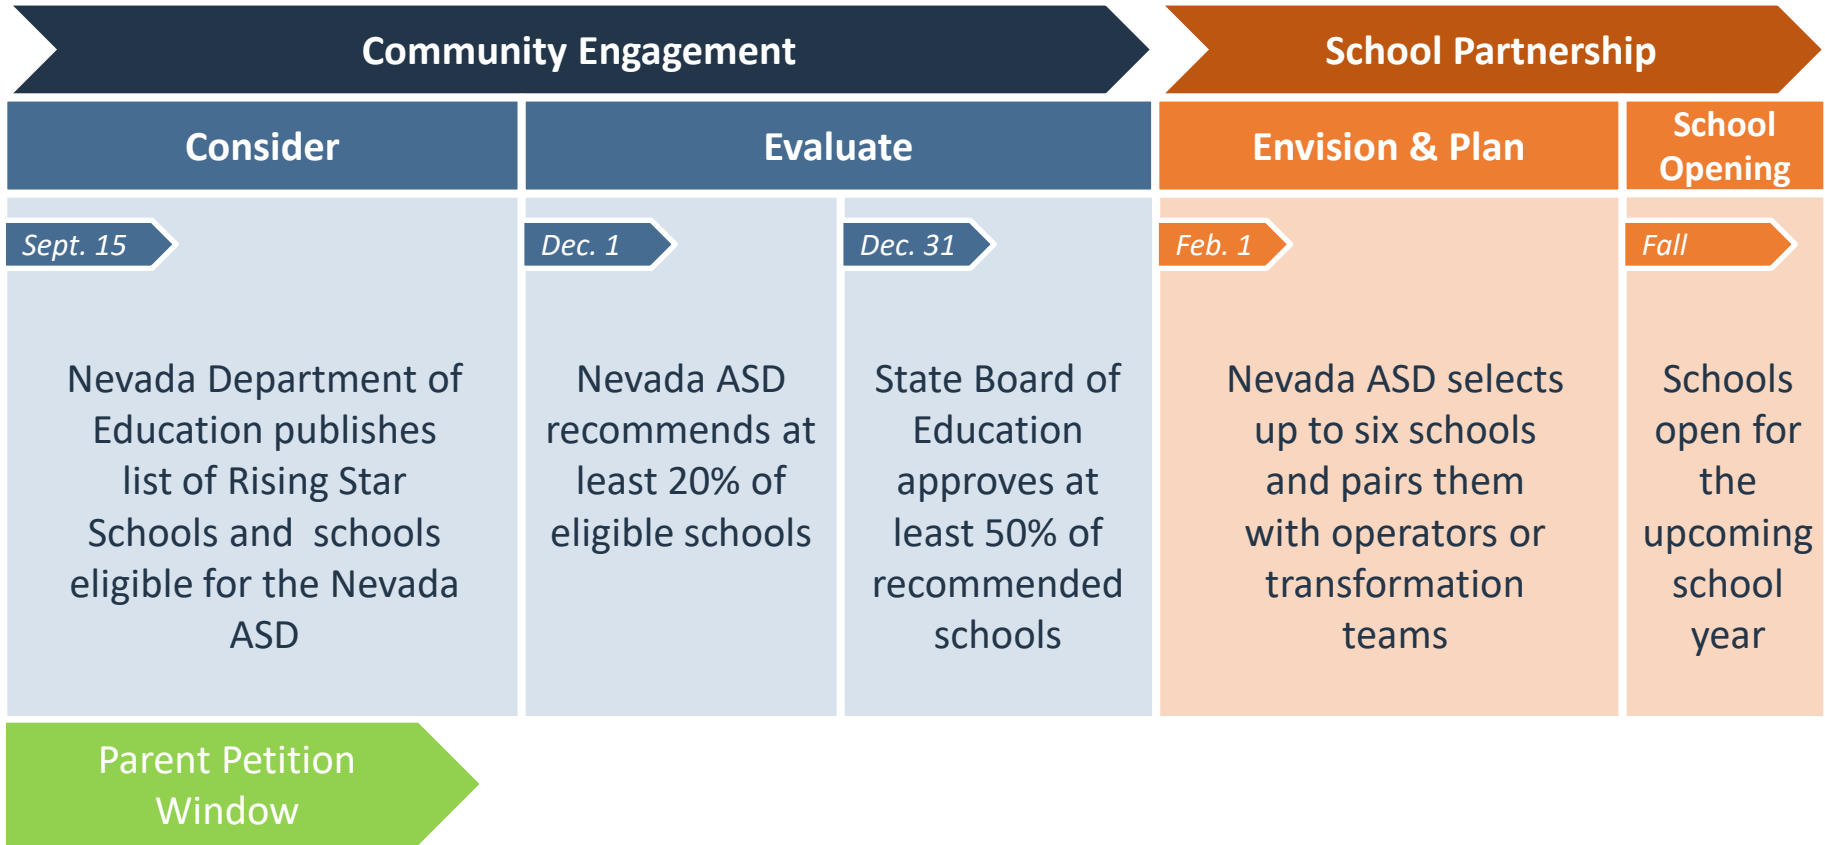 Community Engagement
School Partnership
Consider
Evaluate
Envision & Plan
School
Opening
Sept. 15
Dec. 1
Dec. 31
Feb. 1
Fall
Nevada Department of
Education publishes
list of Rising Star
Schools and  schools
eligible for the Nevada
ASD
Nevada ASD
recommends at
least 20% of
eligible schools
State Board of
Education
approves at
least 50% of
recommended
schools
Nevada ASD selects
up to six schools
and pairs them
with operators or
transformation
teams
Schools
open for
the
upcoming
school
year
Parent Petition
Window